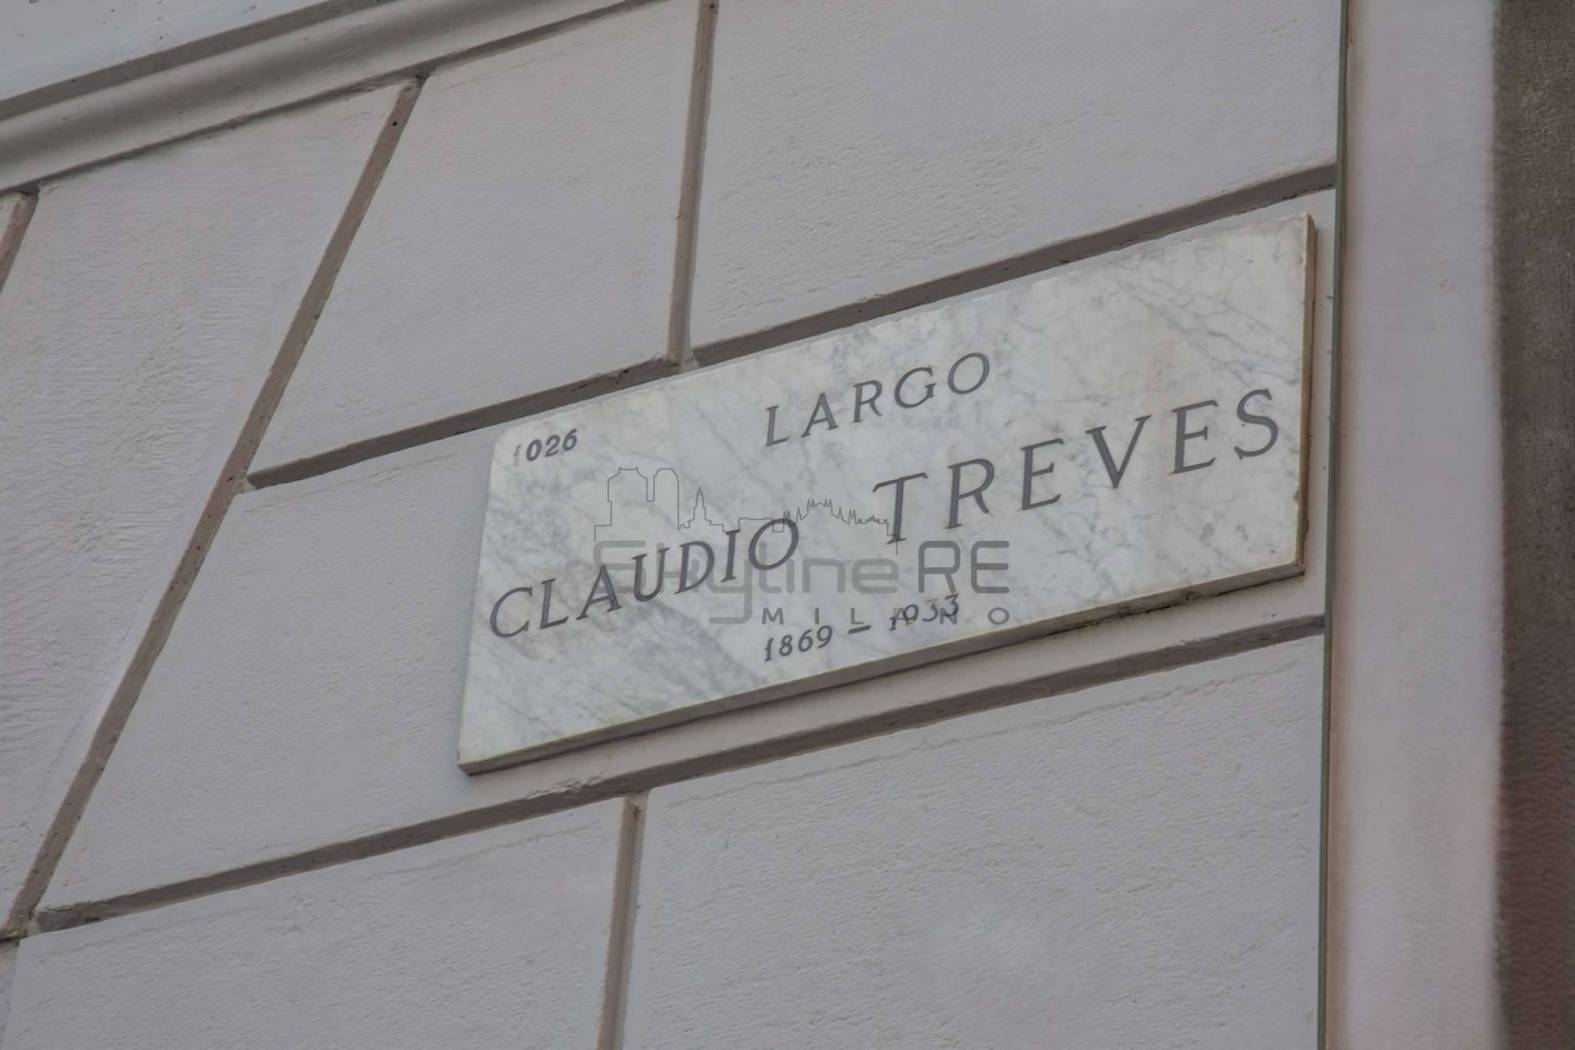 1026
LARGO
CLAUDIO TREVES
1869 – 1933
Skyline RE
MILANO